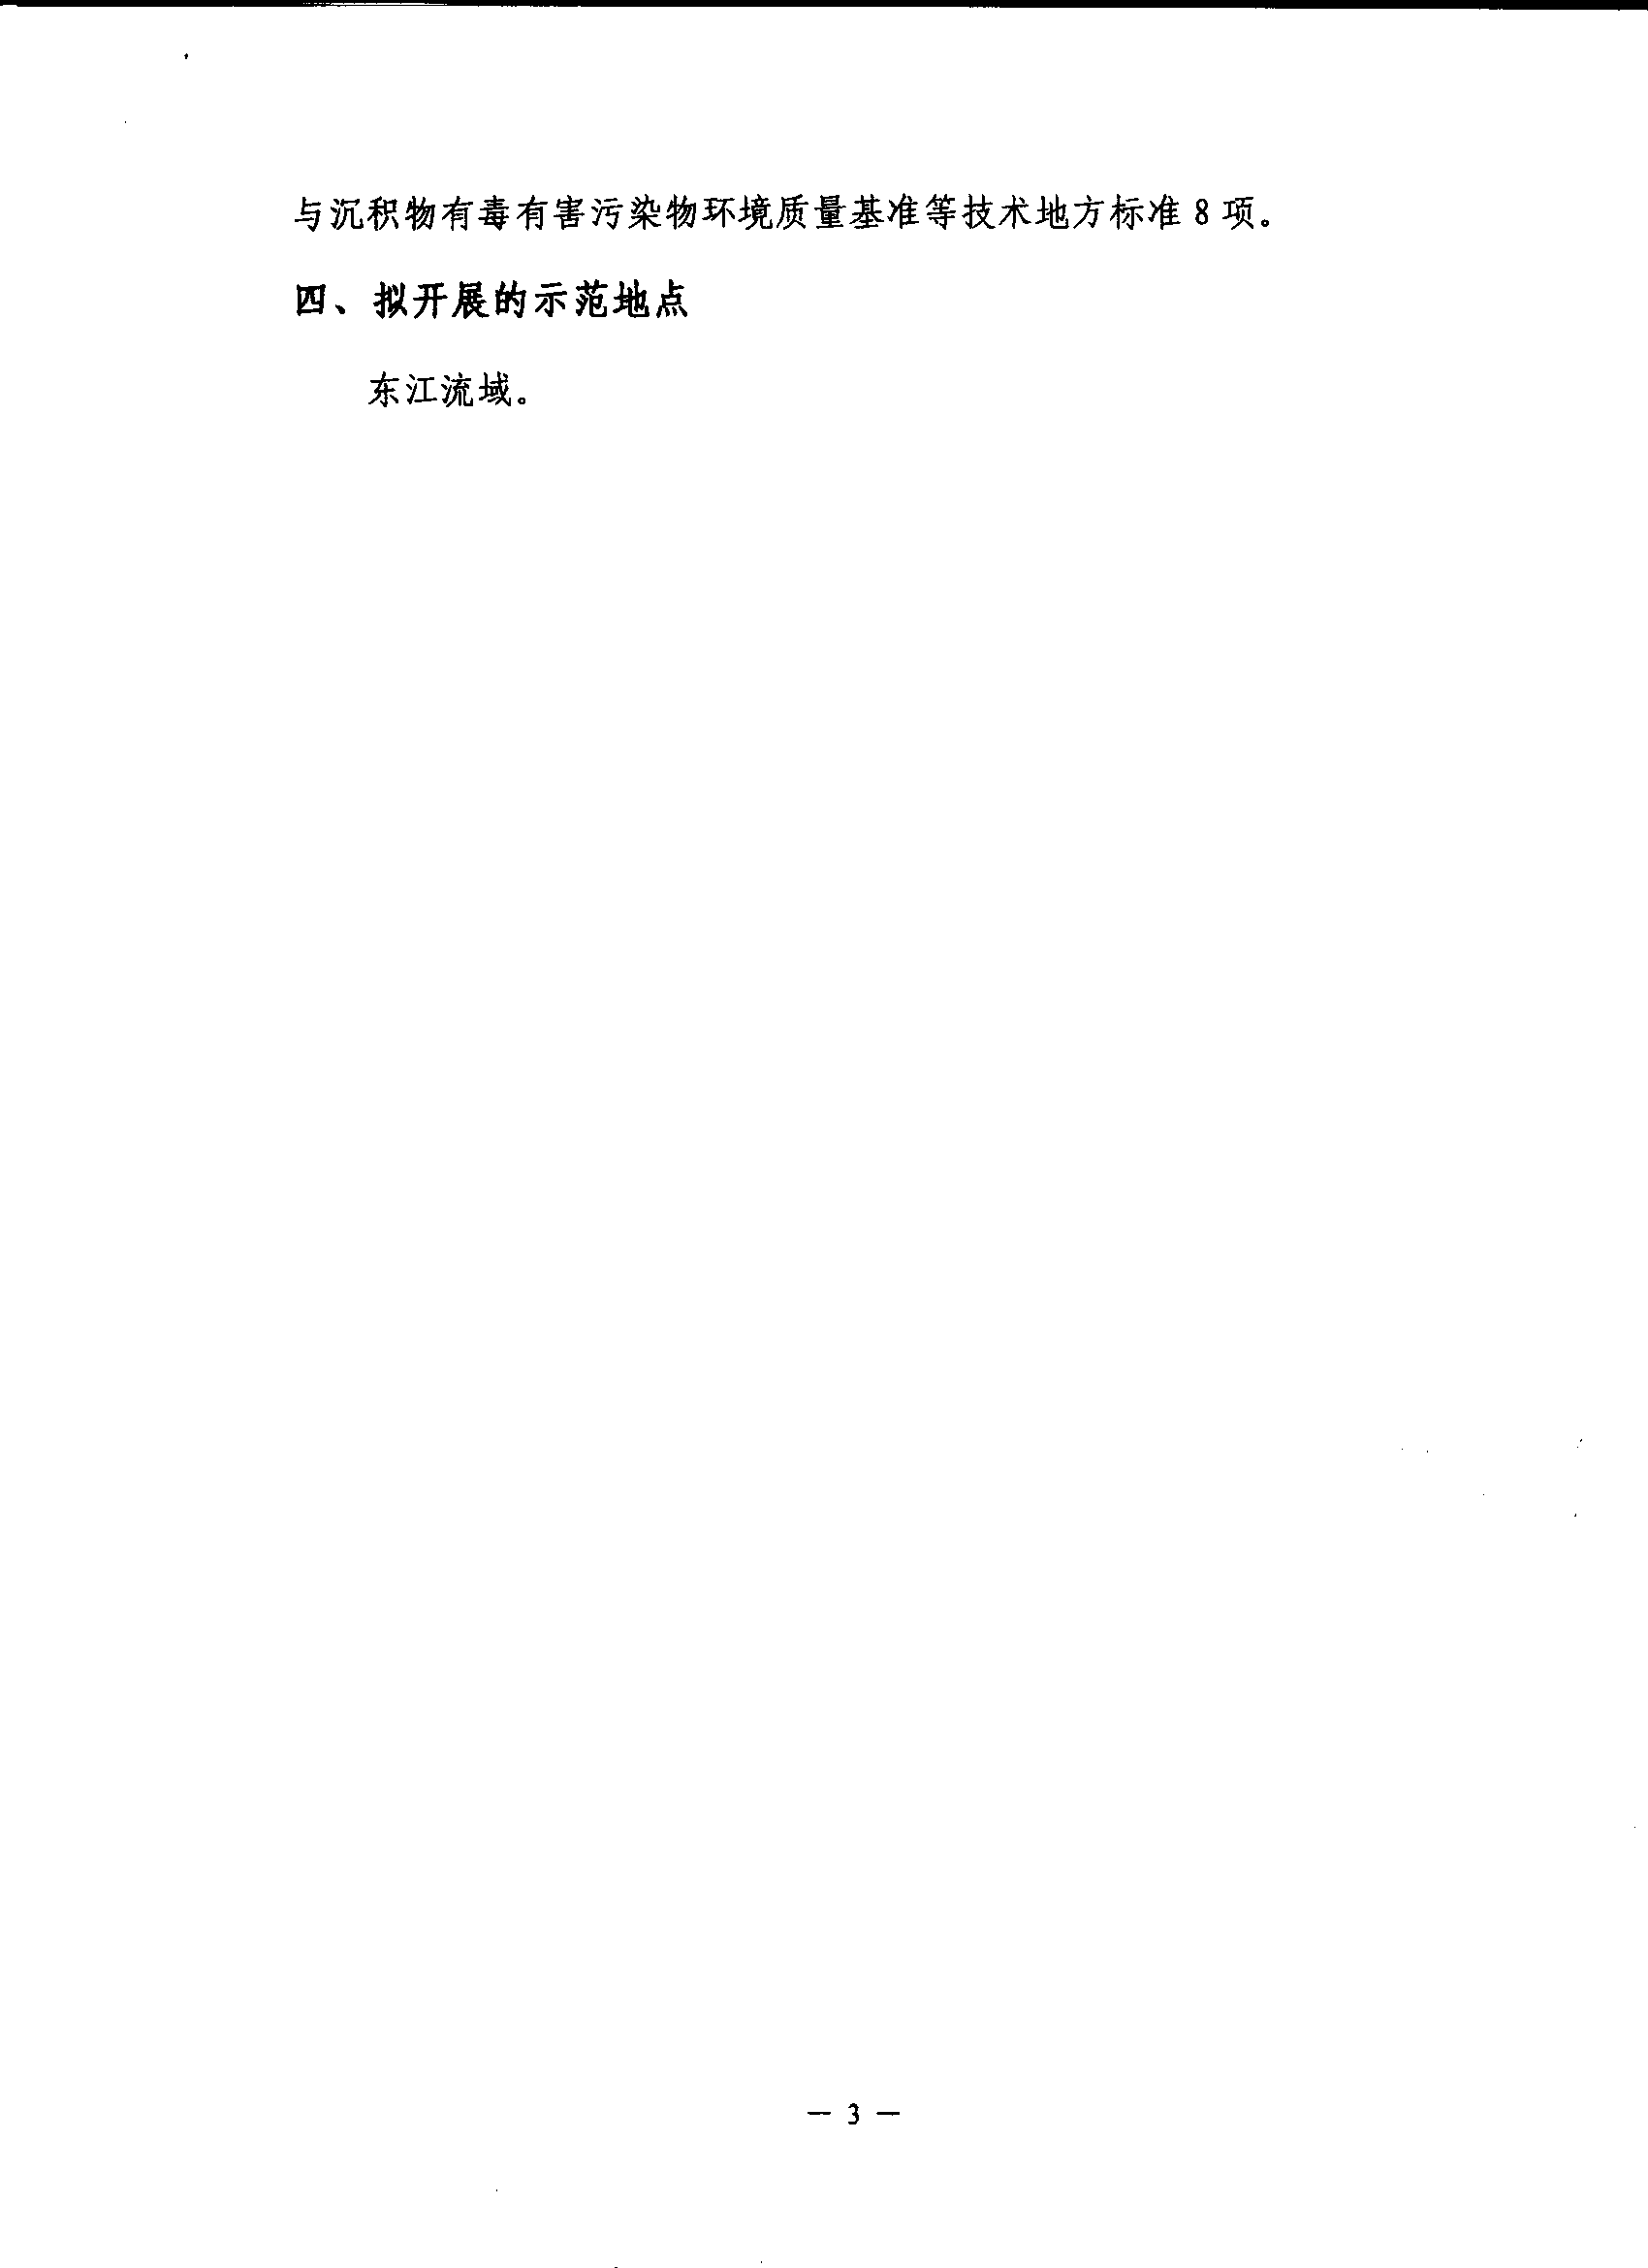 与沉积物有毒有害污染物环境质量基准等技术地方标准 8 项。
四、拟开展的示范地点
东江流域。
— 3 —